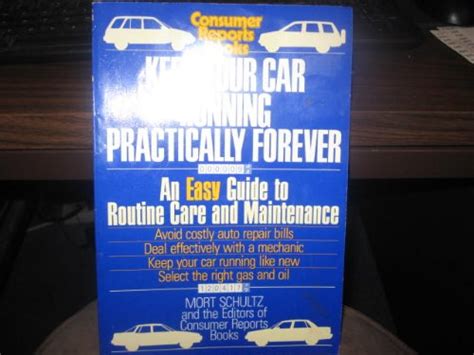 Consumer
Reports
Books
KEEP YOUR CAR
RUNNING
PRACTICALLY FOREVER
An Easy Guide to
Routine Care and Maintenance
Avoid costly auto repair bills
Deal effectively with a mechanic
Keep your car running like new
Select the right gas and oil
MORT SCHULTZ
and the Editors of
Consumer Reports
Books